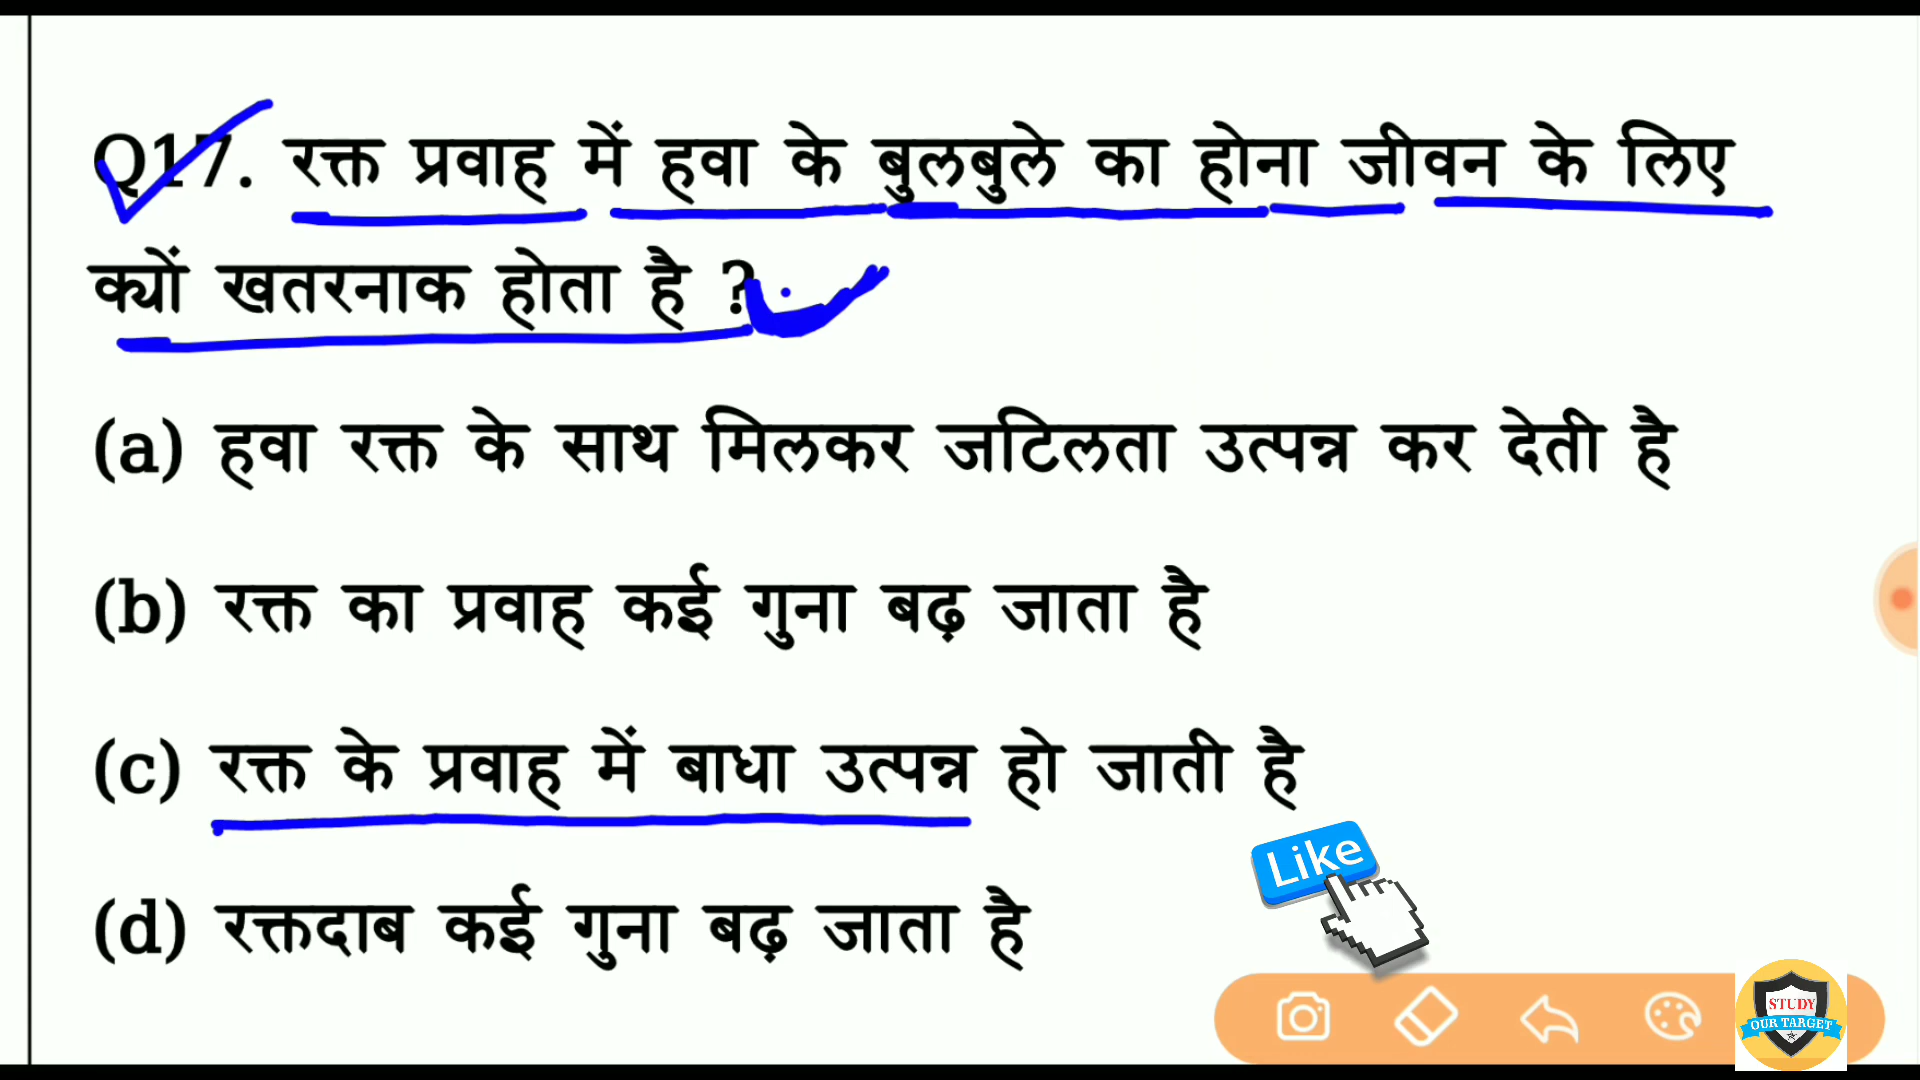 Q17. रक्त प्रवाह में हवा के बुलबुले का होना जीवन के लिए
क्यों खतरनाक होता है ?
(a) हवा रक्त के साथ मिलकर जटिलता उत्पन्न कर देती है
(b) रक्त का प्रवाह कई गुना बढ़ जाता है
(c) रक्त के प्रवाह में बाधा उत्पन्न हो जाती है
(d) रक्तदाब कई गुना बढ़ जाता है
Like
STUDY
OUR TARGET